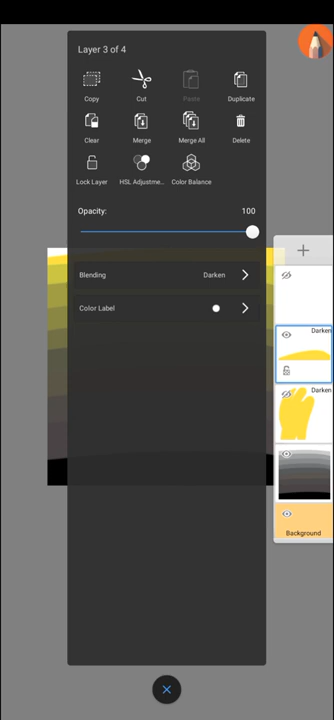 Layer 3 of 4
Copy Cut Paste Duplicate
Clear Merge Merge All Delete
Lock Layer HSL Adjustme... Color Balance
Opacity: 100
Blending Darken
Color Label
Darken
Darken
Background